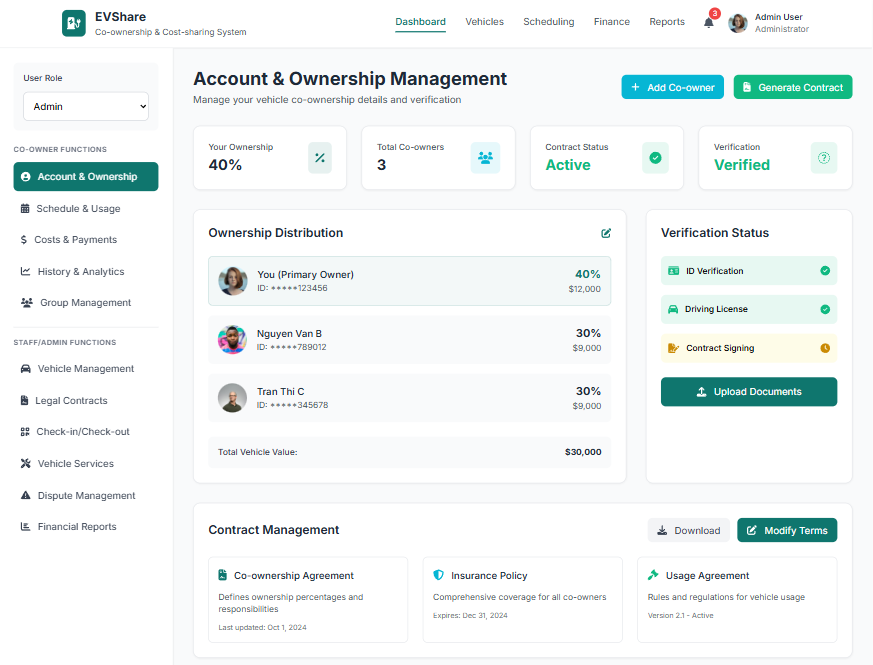 EVShare
Co-ownership & Cost-sharing System
Dashboard
Vehicles
Scheduling
Finance
Reports
3
Admin User
Administrator
User Role
Admin
CO-OWNER FUNCTIONS
Account & Ownership
Schedule & Usage
Costs & Payments
History & Analytics
Group Management
STAFF/ADMIN FUNCTIONS
Vehicle Management
Legal Contracts
Check-in/Check-out
Vehicle Services
Dispute Management
Financial Reports
Account & Ownership Management
Manage your vehicle co-ownership details and verification
Add Co-owner
Generate Contract
Your Ownership
40%
Total Co-owners
3
Contract Status
Active
Verification
Verified
Ownership Distribution
You (Primary Owner)
ID: *****123456
40%
$12,000
Nguyen Van B
ID: *****789012
30%
$9,000
Tran Thi C
ID: *****345678
30%
$9,000
Total Vehicle Value:
$30,000
Verification Status
ID Verification
Driving License
Contract Signing
Upload Documents
Contract Management
Download
Modify Terms
Co-ownership Agreement
Defines ownership percentages and
responsibilities
Last updated: Oct 1, 2024
Insurance Policy
Comprehensive coverage for all co-owners
Expires: Dec 31, 2024
Usage Agreement
Rules and regulations for vehicle usage
Version 2.1 - Active